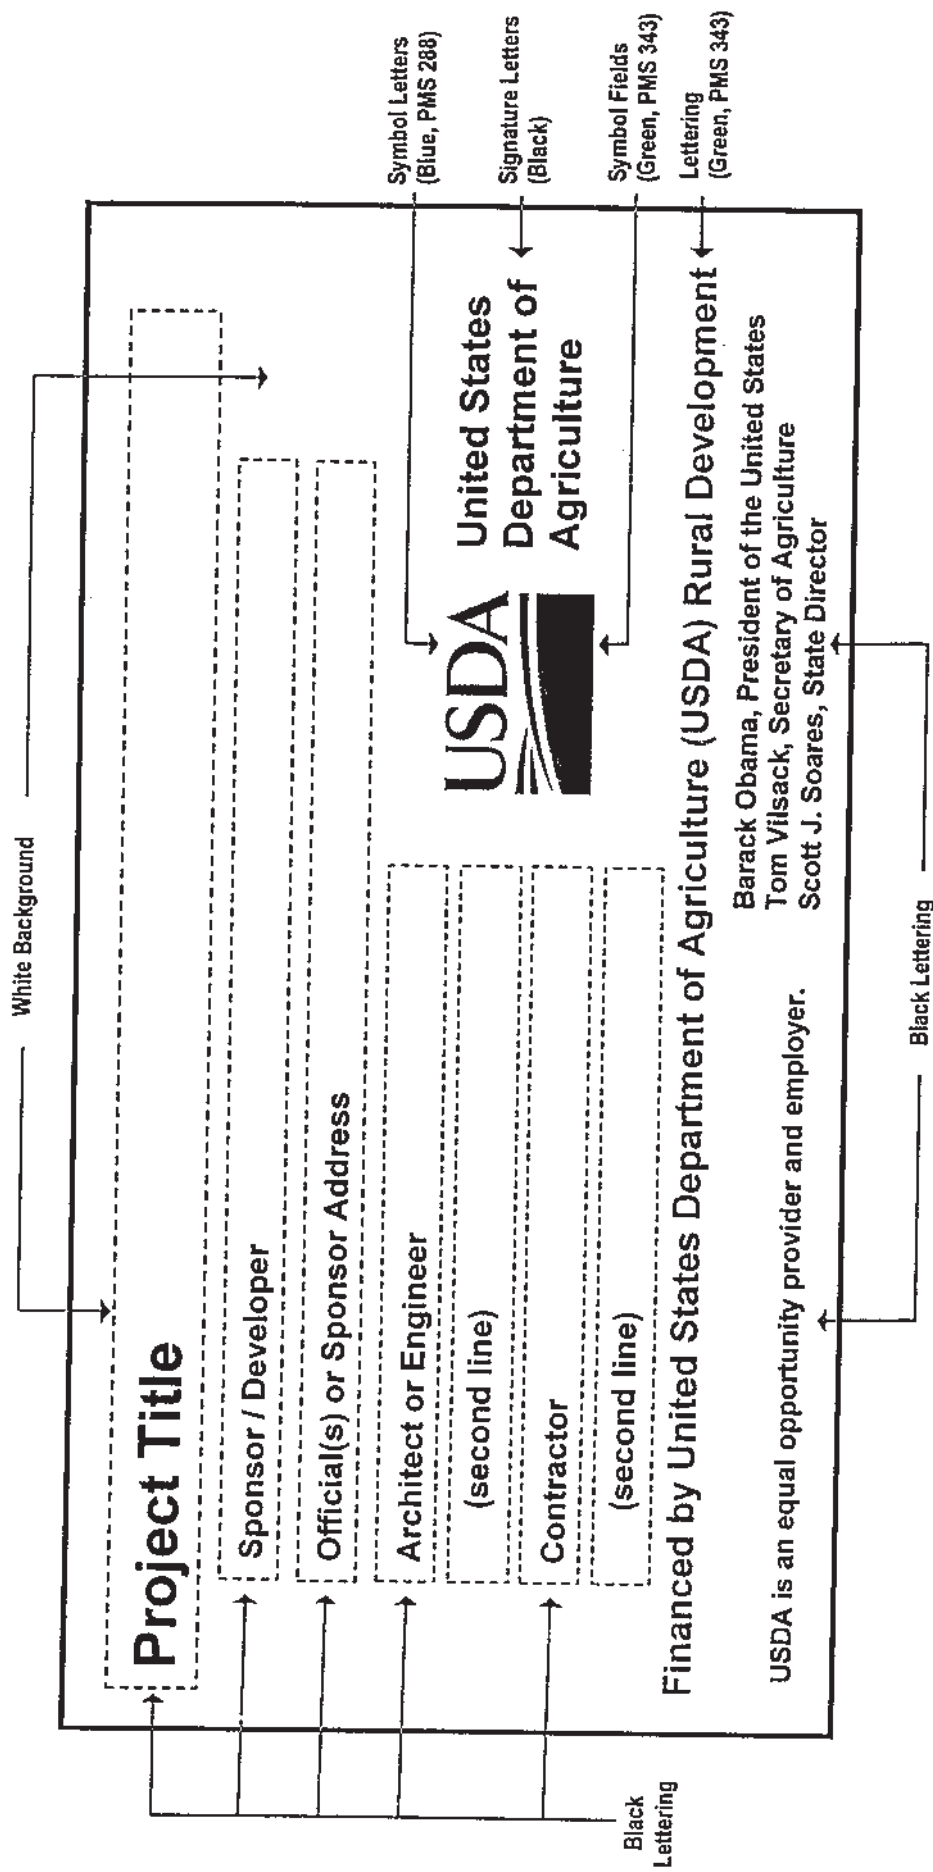 White Background
Project Title
Sponsor / Developer
Official(s) or Sponsor Address
Architect or Engineer
(second line)
Contractor
(second line)
USDA
United States
Department of
Agriculture
Financed by United States Department of Agriculture (USDA) Rural Development
Barack Obama, President of the United States
Tom Vilsack, Secretary of Agriculture
Scott J. Soares, State Director
USDA is an equal opportunity provider and employer.
Symbol Letters
(Blue, PMS 288)
Signature Letters
(Black)
Symbol Fields
(Green, PMS 343)
Lettering
(Green, PMS 343)
Black
Lettering
Black Lettering